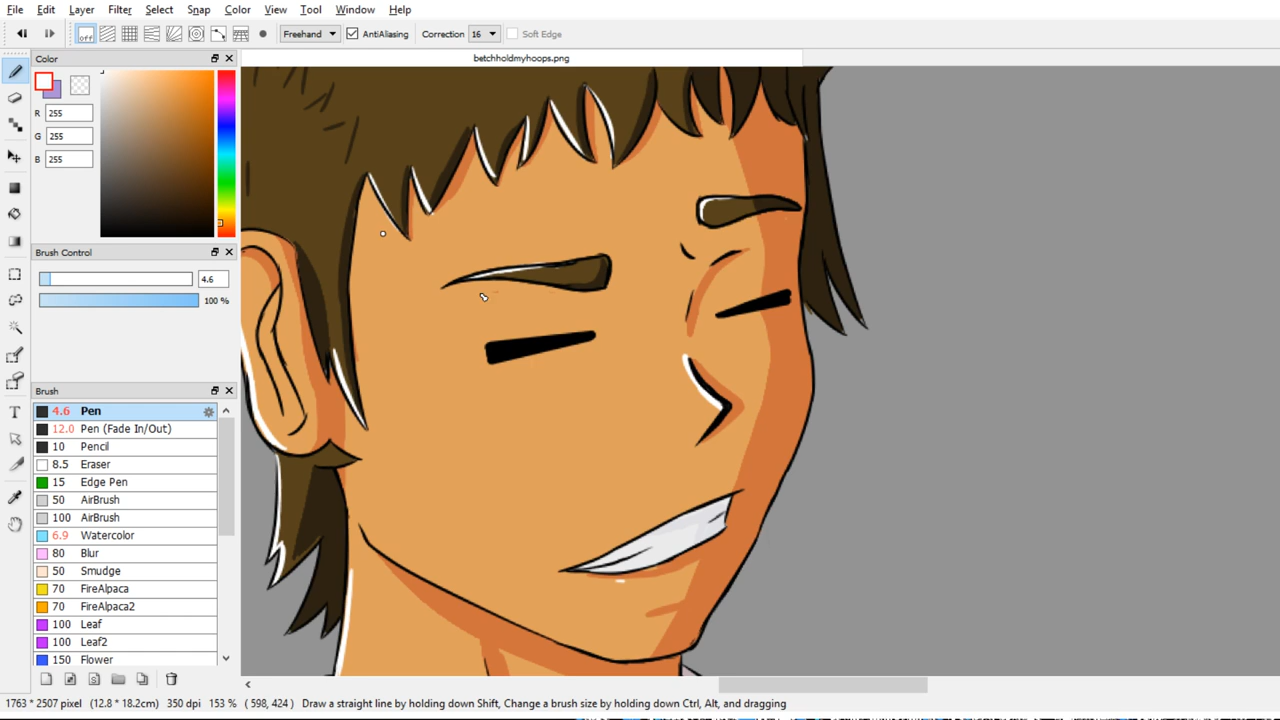 File Edit Layer Filter Select Snap Color View Tool Window Help
off Freehand AntiAliasing Correction 16 Soft Edge
Color
betchholdmyhoops.png
R 255
G 255
B 255
Brush Control
4.6
100 %
Brush
4.6 Pen
12.0 Pen (Fade In/Out)
10 Pencil
8.5 Eraser
15 Edge Pen
50 AirBrush
100 AirBrush
6.9 Watercolor
80 Blur
50 Smudge
70 FireAlpaca
70 FireAlpaca2
100 Leaf
100 Leaf2
150 Flower
T
1763 * 2507 pixel (12.8 * 18.2cm) 350 dpi 153 % ( 598, 424 ) Draw a straight line by holding down Shift, Change a brush size by holding down Ctrl, Alt, and dragging